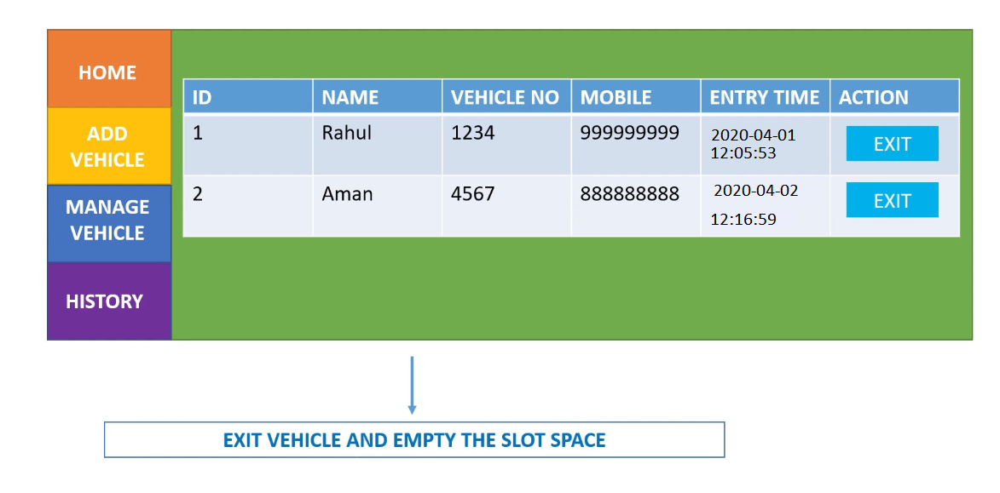 HOME
ADD
VEHICLE
MANAGE
VEHICLE
HISTORY
ID NAME VEHICLE NO MOBILE ENTRY TIME ACTION
1 Rahul 1234 999999999 2020-04-01 EXIT
12:05:53
2 Aman 4567 888888888 2020-04-02 EXIT
12:16:59
EXIT VEHICLE AND EMPTY THE SLOT SPACE